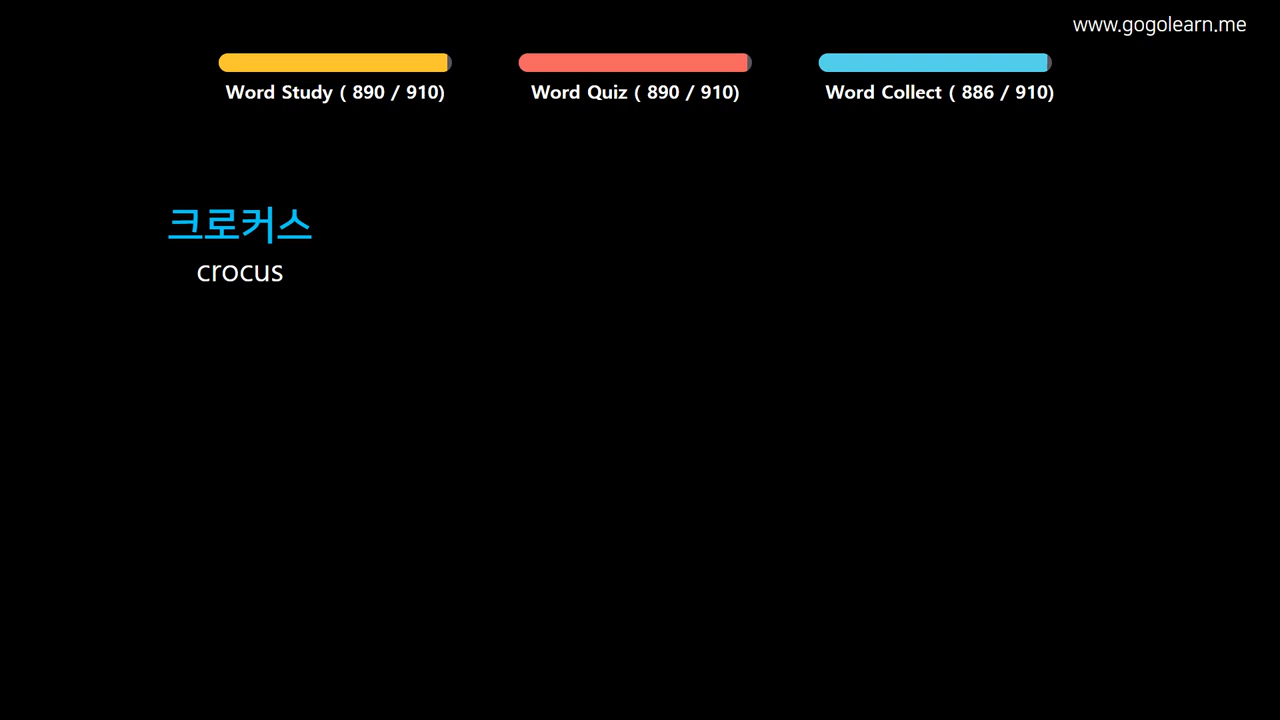 www.gogolearn.me
Word Study ( 890 / 910)
Word Quiz ( 890 / 910)
Word Collect ( 886 / 910)
크로커스
crocus